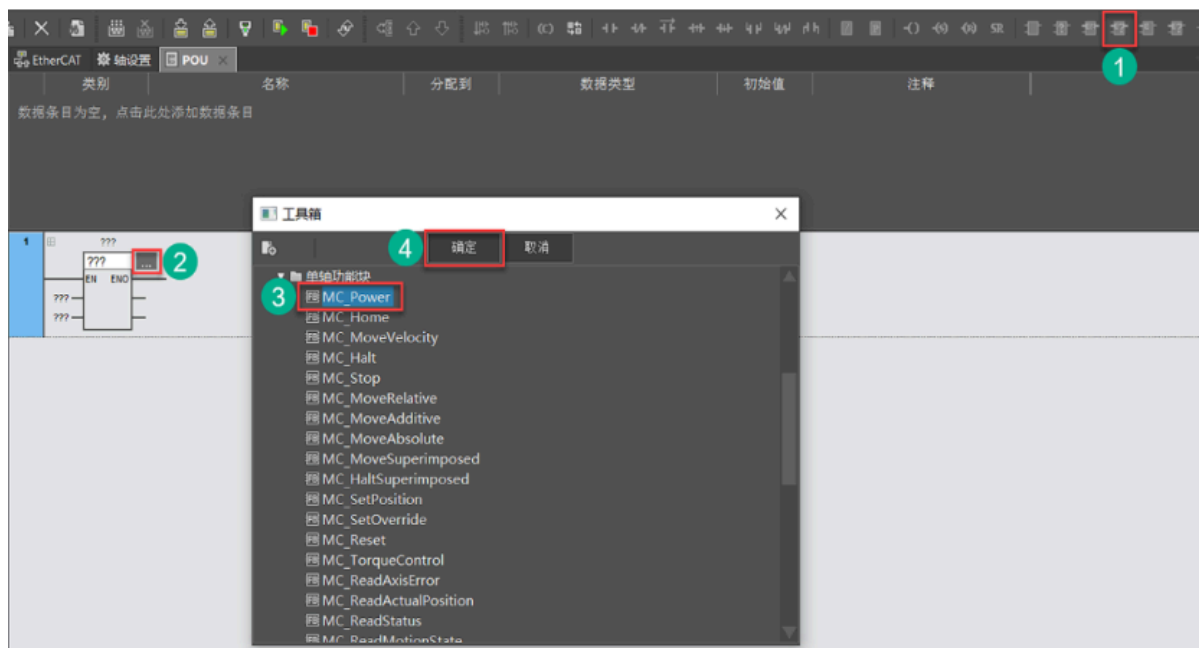 SR
1
EtherCAT 轴设置 POU
类别 名称 分配到 数据类型 初始值 注释
数据条目为空，点击此处添加数据条目
工具箱
4 确定 取消
1 ???
??? ... 2
EN ENO
???
???
单轴功能块
3 MC_Power
MC_Home
MC_MoveVelocity
MC_Halt
MC_Stop
MC_MoveRelative
MC_MoveAdditive
MC_MoveAbsolute
MC_MoveSuperimposed
MC_HaltSuperimposed
MC_SetPosition
MC_SetOverride
MC_Reset
MC_TorqueControl
MC_ReadAxisError
MC_ReadActualPosition
MC_ReadStatus
MC_ReadMotionState